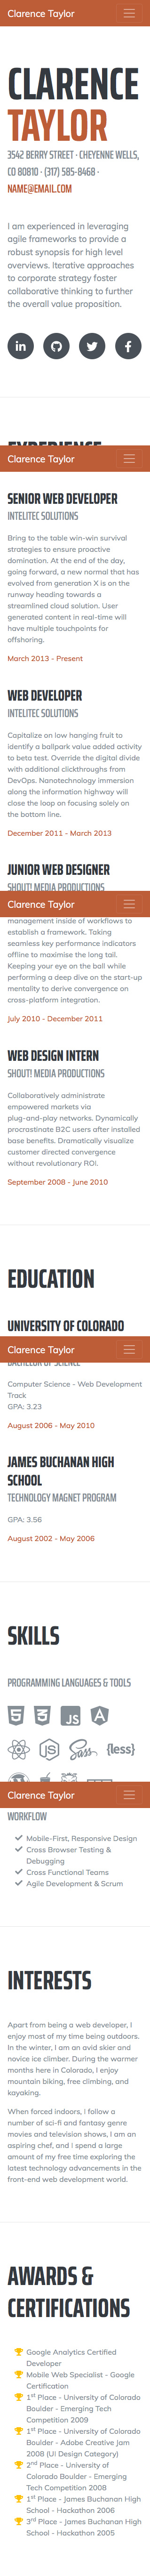 Clarence Taylor
CLARENCE
TAYLOR
3542 BERRY STREET · CHEYENNE WELLS,
CO 80810 · (317) 585-8468 ·
NAME@EMAIL.COM
I am experienced in leveraging
agile frameworks to provide a
robust synopsis for high level
overviews. Iterative approaches
to corporate strategy foster
collaborative thinking to further
the overall value proposition.
EXPERIENCE
Clarence Taylor
SENIOR WEB DEVELOPER
INTELITEC SOLUTIONS
Bring to the table win-win survival
strategies to ensure proactive
domination. At the end of the day,
going forward, a new normal that has
evolved from generation X is on the
runway heading towards a
streamlined cloud solution. User
generated content in real-time will
have multiple touchpoints for
offshoring.
March 2013 - Present
WEB DEVELOPER
INTELITEC SOLUTIONS
Capitalize on low hanging fruit to
identify a ballpark value added activity
to beta test. Override the digital divide
with additional clickthroughs from
DevOps. Nanotechnology immersion
along the information highway will
close the loop on focusing solely on
the bottom line.
December 2011 - March 2013
JUNIOR WEB DESIGNER
SHOUT! MEDIA PRODUCTIONS
Clarence Taylor
management inside of workflows to
establish a framework. Taking
seamless key performance indicators
offline to maximise the long tail.
Keeping your eye on the ball while
performing a deep dive on the start-up
mentality to derive convergence on
cross-platform integration.
July 2010 - December 2011
WEB DESIGN INTERN
SHOUT! MEDIA PRODUCTIONS
Collaboratively administrate
empowered markets via
plug-and-play networks. Dynamically
procrastinate B2C users after installed
base benefits. Dramatically visualize
customer directed convergence
without revolutionary ROI.
September 2008 - June 2010
EDUCATION
UNIVERSITY OF COLORADO
Clarence Taylor
BACHELOR OF SCIENCE
Computer Science - Web Development
Track
GPA: 3.23
August 2006 - May 2010
JAMES BUCHANAN HIGH
SCHOOL
TECHNOLOGY MAGNET PROGRAM
GPA: 3.56
August 2002 - May 2006
SKILLS
PROGRAMMING LANGUAGES & TOOLS
JS
Sass {less}
Clarence Taylor
WORKFLOW
Mobile-First, Responsive Design
Cross Browser Testing &
Debugging
Cross Functional Teams
Agile Development & Scrum
INTERESTS
Apart from being a web developer, I
enjoy most of my time being outdoors.
In the winter, I am an avid skier and
novice ice climber. During the warmer
months here in Colorado, I enjoy
mountain biking, free climbing, and
kayaking.
When forced indoors, I follow a
number of sci-fi and fantasy genre
movies and television shows, I am an
aspiring chef, and I spend a large
amount of my free time exploring the
latest technology advancements in the
front-end web development world.
AWARDS &
CERTIFICATIONS
Google Analytics Certified
Developer
Mobile Web Specialist - Google
Certification
1st Place - University of Colorado
Boulder - Emerging Tech
Competition 2009
1st Place - University of Colorado
Boulder - Adobe Creative Jam
2008 (UI Design Category)
2nd Place - University of
Colorado Boulder - Emerging
Tech Competition 2008
1st Place - James Buchanan High
School - Hackathon 2006
3rd Place - James Buchanan High
School - Hackathon 2005